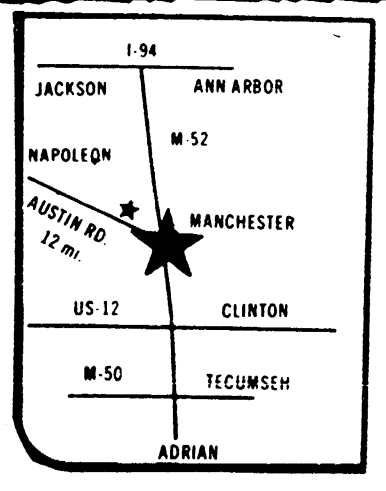 I-94
JACKSON ANN ARBOR
M-52
NAPOLEON
AUSTIN RD.
12 mi.
MANCHESTER
US-12 CLINTON
M-50 TECUMSEH
ADRIAN